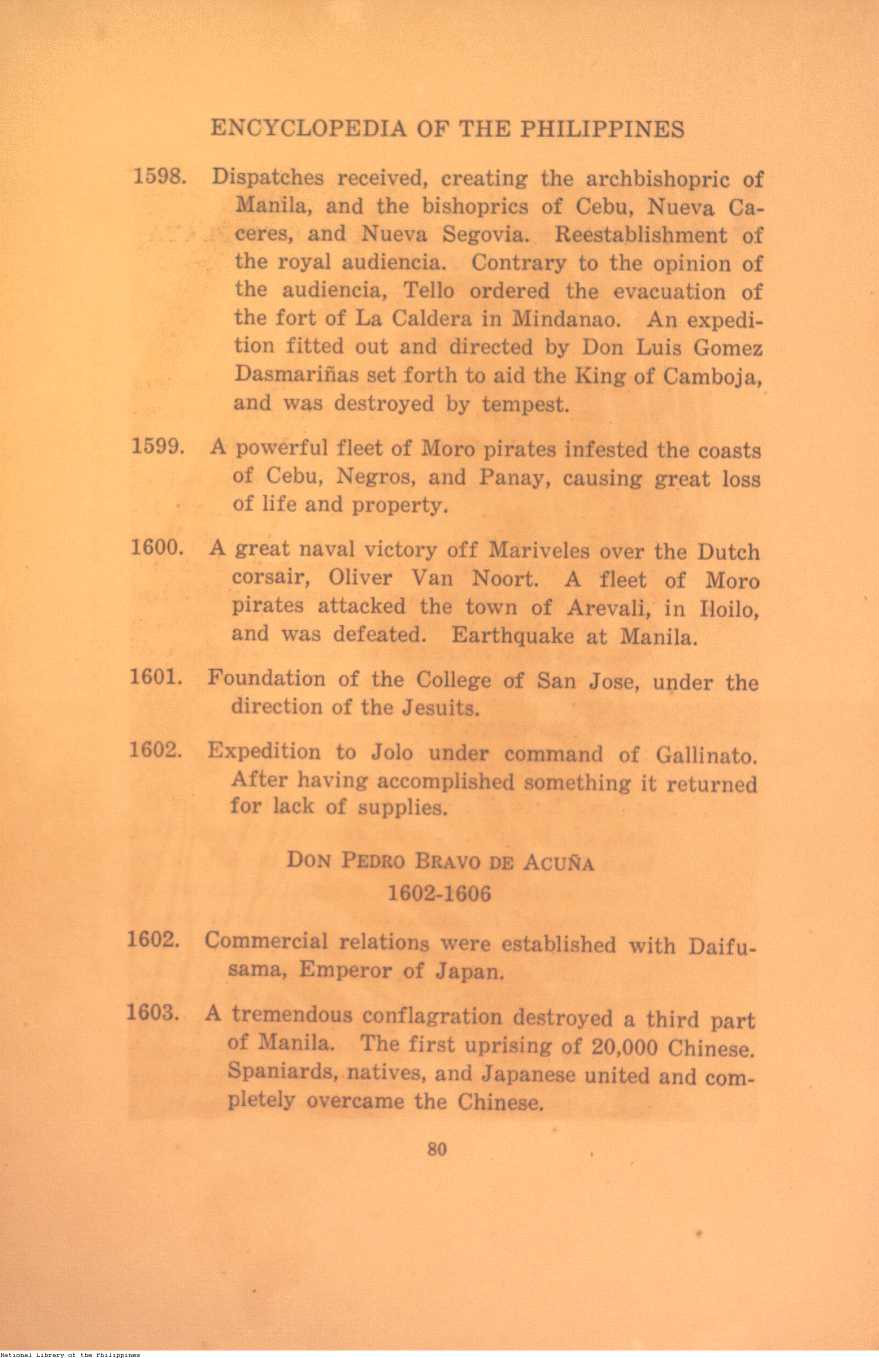 ENCYCLOPEDIA OF THE PHILIPPINES
1598. Dispatches received, creating the archbishopric of
Manila, and the bishoprics of Cebu, Nueva Ca-
ceres, and Nueva Segovia. Reestablishment of
the royal audiencia. Contrary to the opinion of
the audiencia, Tello ordered the evacuation of
the fort of La Caldera in Mindanao. An expedi-
tion fitted out and directed by Don Luis Gomez
Dasmariñas set forth to aid the King of Camboja,
and was destroyed by tempest.
1599. A powerful fleet of Moro pirates infested the coasts
of Cebu, Negros, and Panay, causing great loss
of life and property.
1600. A great naval victory off Mariveles over the Dutch
corsair, Oliver Van Noort. A fleet of Moro
pirates attacked the town of Arevali, in Iloilo,
and was defeated. Earthquake at Manila.
1601. Foundation of the College of San Jose, under the
direction of the Jesuits.
1602. Expedition to Jolo under command of Gallinato.
After having accomplished something it returned
for lack of supplies.
DON PEDRO BRAVO DE ACUÑA
1602-1606
1602. Commercial relations were established with Daifu-
sama, Emperor of Japan.
1603. A tremendous conflagration destroyed a third part
of Manila. The first uprising of 20,000 Chinese.
Spaniards, natives, and Japanese united and com-
pletely overcame the Chinese.
80
National Library of the Philippines